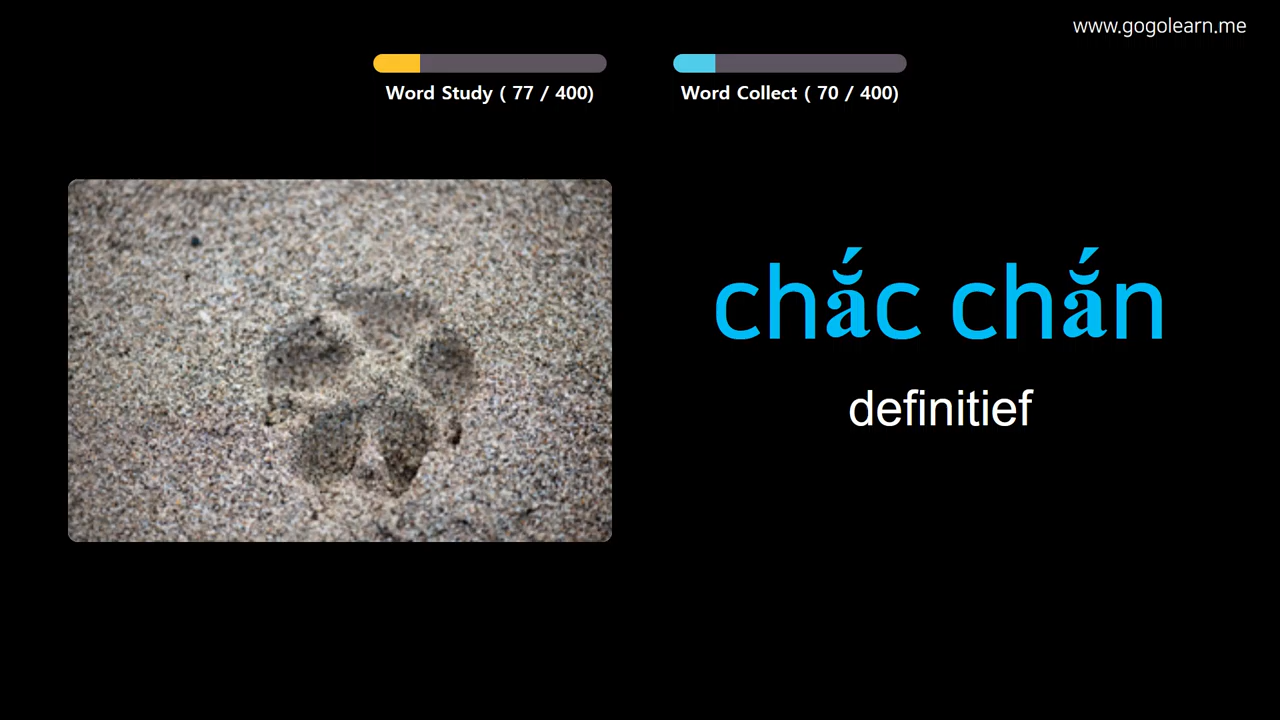 www.gogolearn.me
Word Study ( 77 / 400)
Word Collect ( 70 / 400)
chắc chắn
definitief